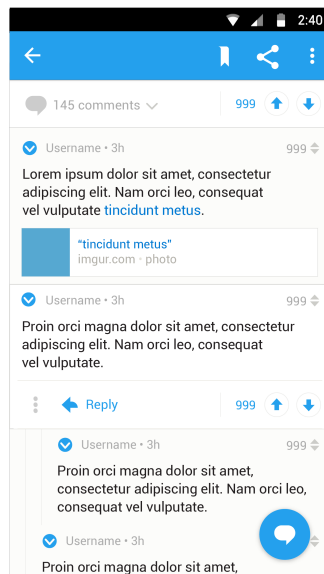 2:40
145 comments 999
Username • 3h 999
Lorem ipsum dolor sit amet, consectetur
adipiscing elit. Nam orci leo, consequat
vel vulputate tincidunt metus.
“tincidunt metus”
imgur.com · photo
Username • 3h 999
Proin orci magna dolor sit amet, consectetur
adipiscing elit. Nam orci leo, consequat
vel vulputate.
Reply 999
Username • 3h 999
Proin orci magna dolor sit amet,
consectetur adipiscing elit. Nam orci leo,
consequat vel vulputate.
Username • 3h
Proin orci magna dolor sit amet,